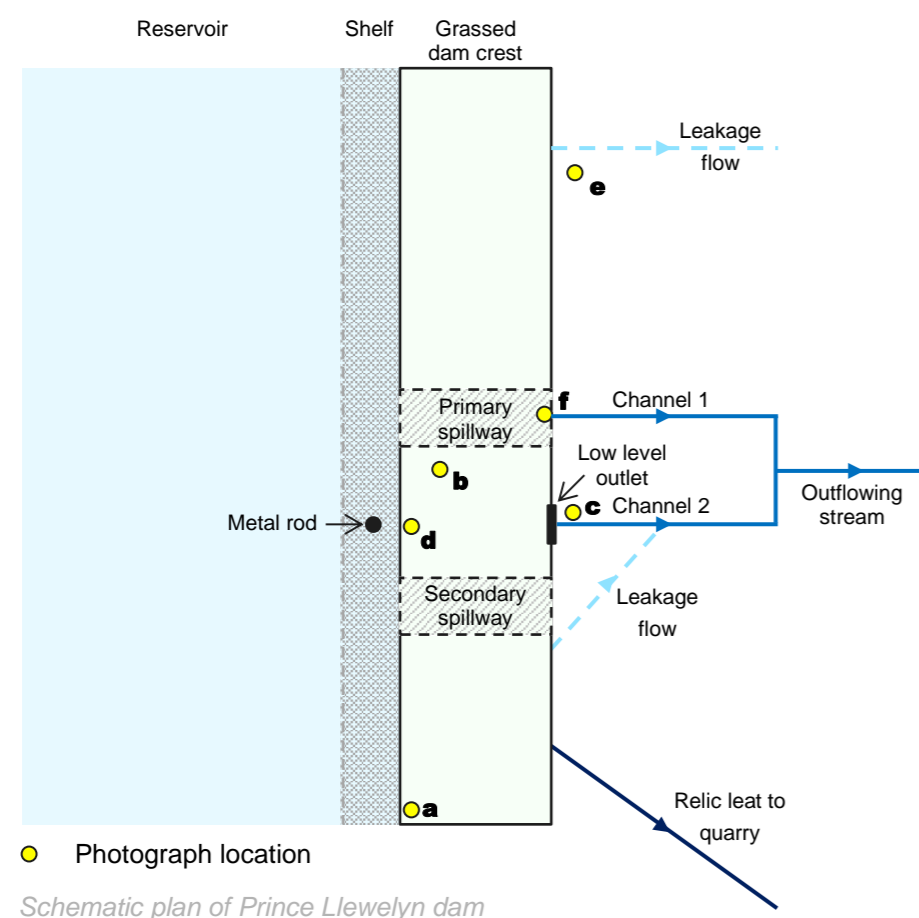 Reservoir
Shelf
Grassed
dam crest
Leakage
flow
e
f
Channel 1
Primary
spillway
Low level
outlet
b
c
Channel 2
Metal rod
d
Outflowing
stream
Secondary
spillway
Leakage
flow
a
Relic leat to
quarry
Photograph location
Schematic plan of Prince Llewelyn dam